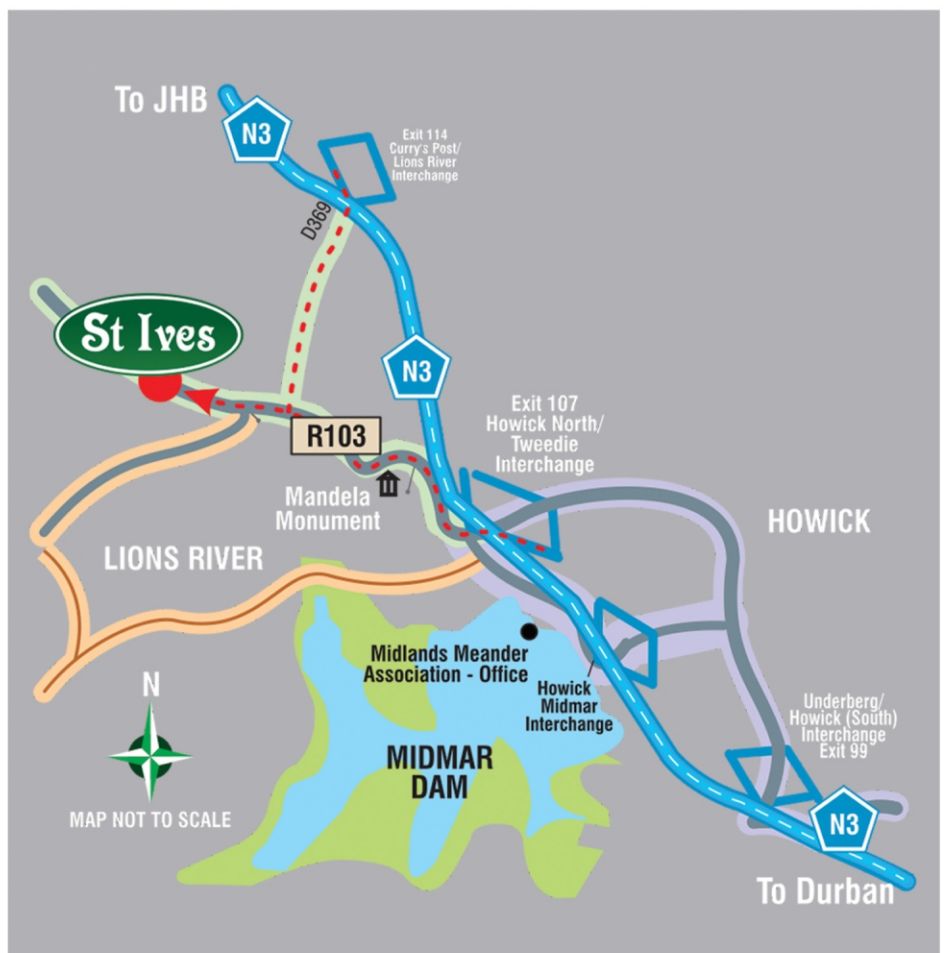 To JHB
N3
Exit 114
Curry's Post/
Lions River
Interchange
D369
St Ives
N3
R103
Exit 107
Howick North/
Tweedie
Interchange
Mandela
Monument
HOWICK
LIONS RIVER
Midlands Meander
Association - Office
Howick
Midmar
Interchange
N
Underberg/
Howick (South)
Interchange
Exit 99
MIDMAR
DAM
MAP NOT TO SCALE
N3
To Durban